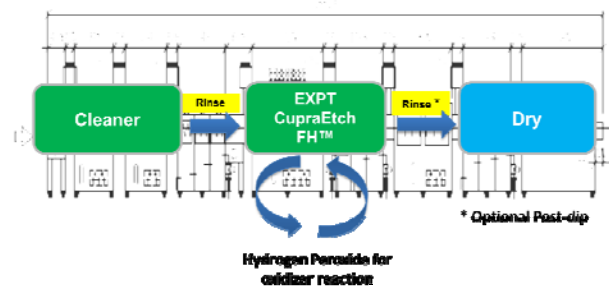 Cleaner
Rinse
EXPT
CupraEtch
FH™
Rinse *
Dry
* Optional Post-dip
Hydrogen Peroxide for
oxidizer reaction